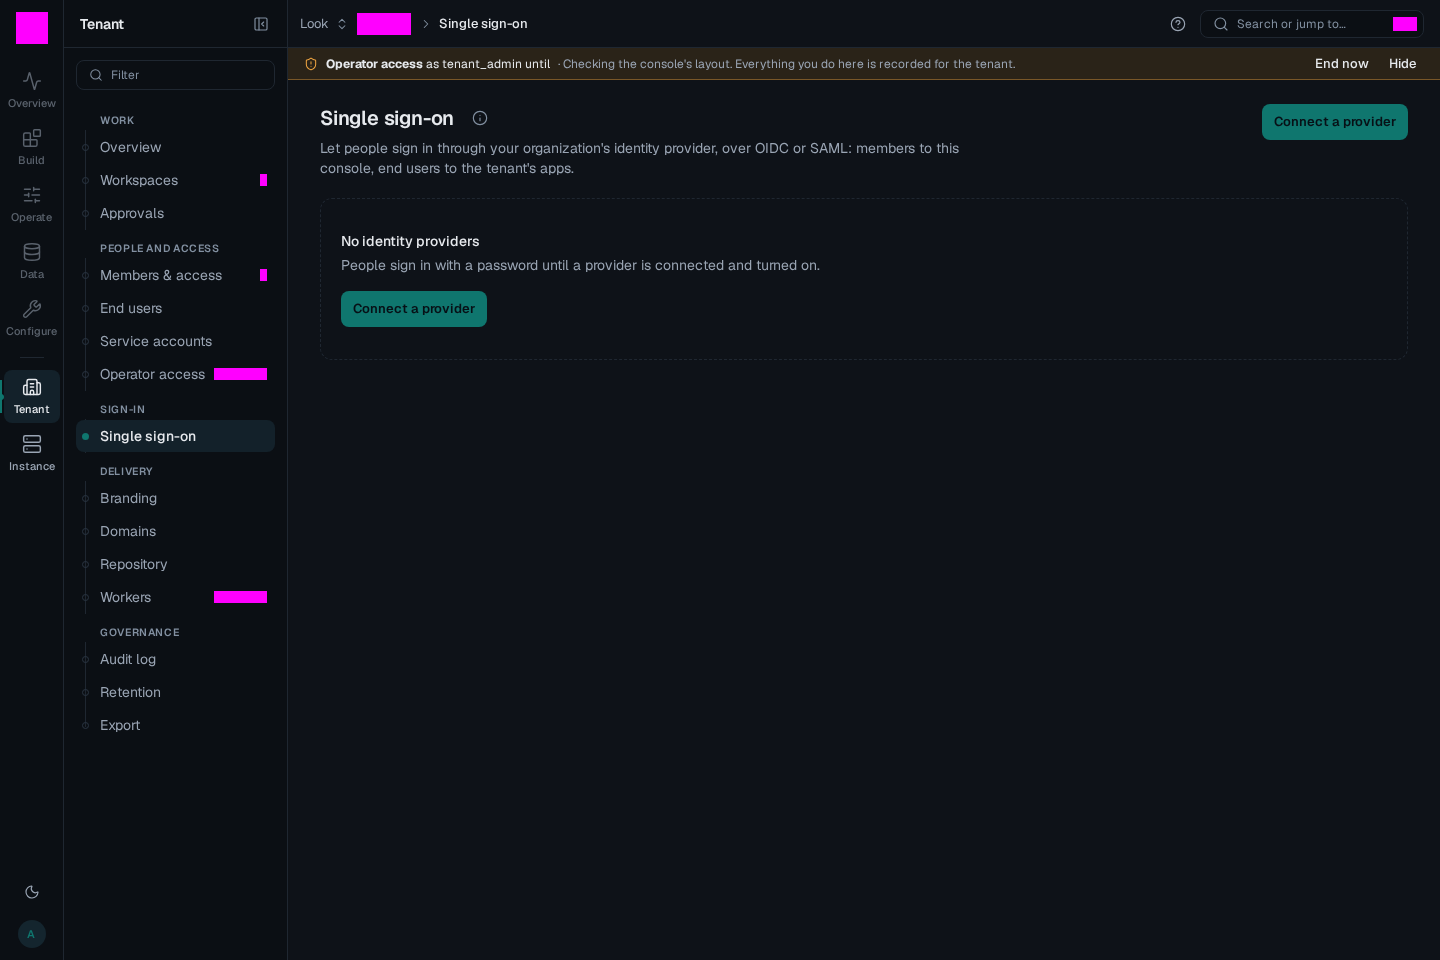 Tenant
Look
Single sign-on
Search or jump to...
Operator access as tenant_admin until · Checking the console's layout. Everything you do here is recorded for the tenant.
End now
Hide
Filter
Overview
Build
Operate
Data
Configure
Tenant
Instance
A
WORK
Overview
Workspaces
Approvals
PEOPLE AND ACCESS
Members & access
End users
Service accounts
Operator access
SIGN-IN
Single sign-on
DELIVERY
Branding
Domains
Repository
Workers
GOVERNANCE
Audit log
Retention
Export
Single sign-on
Connect a provider
Let people sign in through your organization's identity provider, over OIDC or SAML: members to this
console, end users to the tenant's apps.
No identity providers
People sign in with a password until a provider is connected and turned on.
Connect a provider